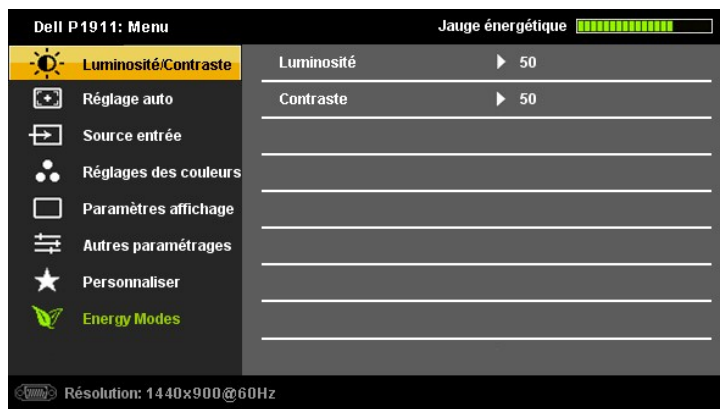 Dell P1911: Menu
Jauge énergétique
Luminosité/Contraste
Luminosité 50
Réglage auto
Contraste 50
Source entrée
Réglages des couleurs
Paramètres affichage
Autres paramétrages
Personnaliser
Energy Modes
Résolution: 1440x900@60Hz